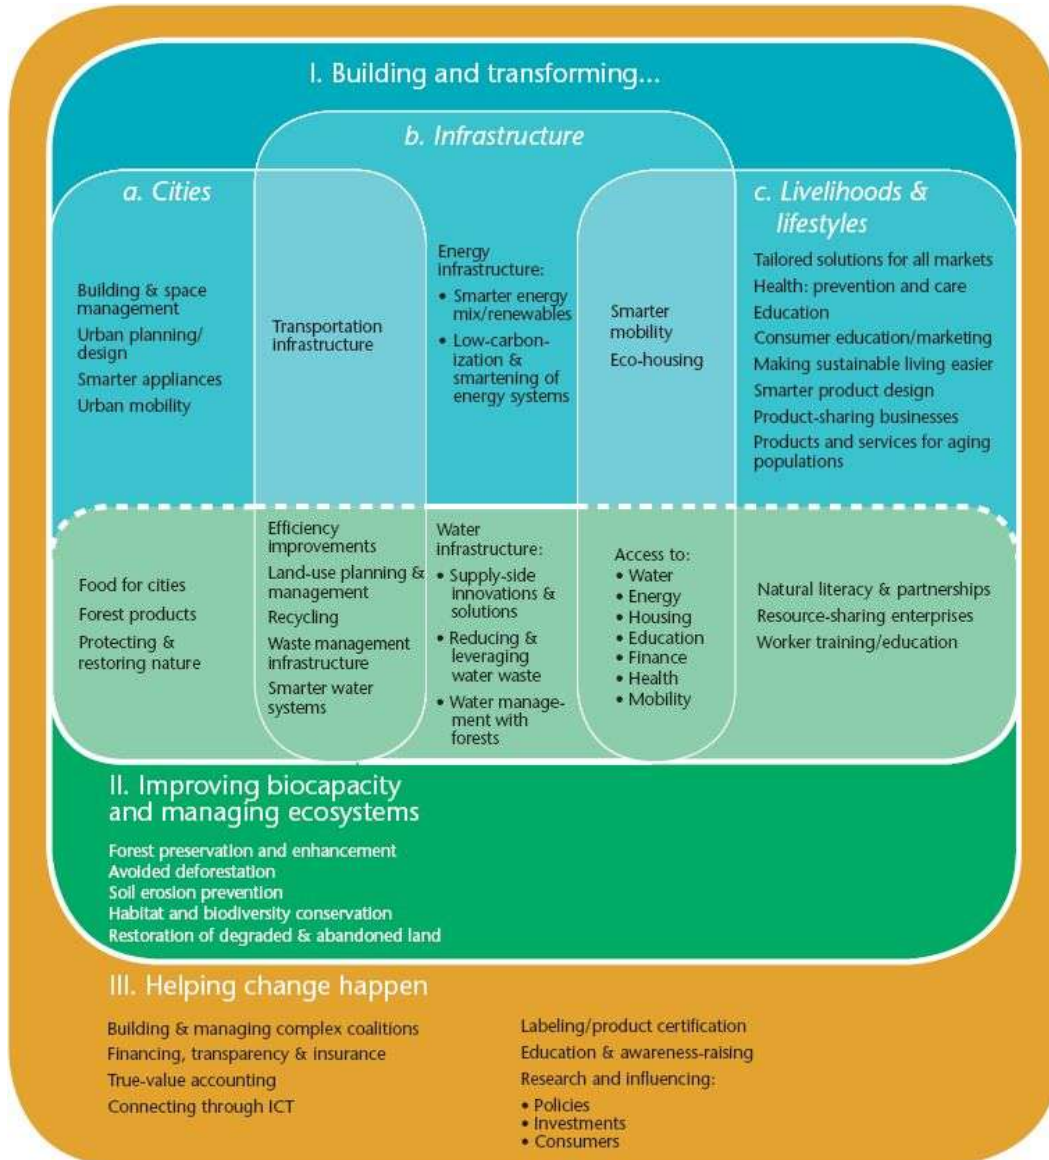 I. Building and transforming...
b. Infrastructure
a. Cities
c. Livelihoods &
lifestyles
Building & space
management
Urban planning/
design
Smarter appliances
Urban mobility
Transportation
infrastructure
Energy
infrastructure:
• Smarter energy
mix/renewables
• Low-carbon-
ization &
smartening of
energy systems
Smarter
mobility
Eco-housing
Tailored solutions for all markets
Health: prevention and care
Education
Consumer education/marketing
Making sustainable living easier
Smarter product design
Product-sharing businesses
Products and services for aging
populations
Food for cities
Forest products
Protecting &
restoring nature
Efficiency
improvements
Land-use planning &
management
Recycling
Waste management
infrastructure
Smarter water
systems
Water
infrastructure:
• Supply-side
innovations &
solutions
• Reducing &
leveraging
water waste
• Water manage-
ment with
forests
Access to:
• Water
• Energy
• Housing
• Education
• Finance
• Health
• Mobility
Natural literacy & partnerships
Resource-sharing enterprises
Worker training/education
II. Improving biocapacity
and managing ecosystems
Forest preservation and enhancement
Avoided deforestation
Soil erosion prevention
Habitat and biodiversity conservation
Restoration of degraded & abandoned land
III. Helping change happen
Building & managing complex coalitions
Financing, transparency & insurance
True-value accounting
Connecting through ICT
Labeling/product certification
Education & awareness-raising
Research and influencing:
• Policies
• Investments
• Consumers